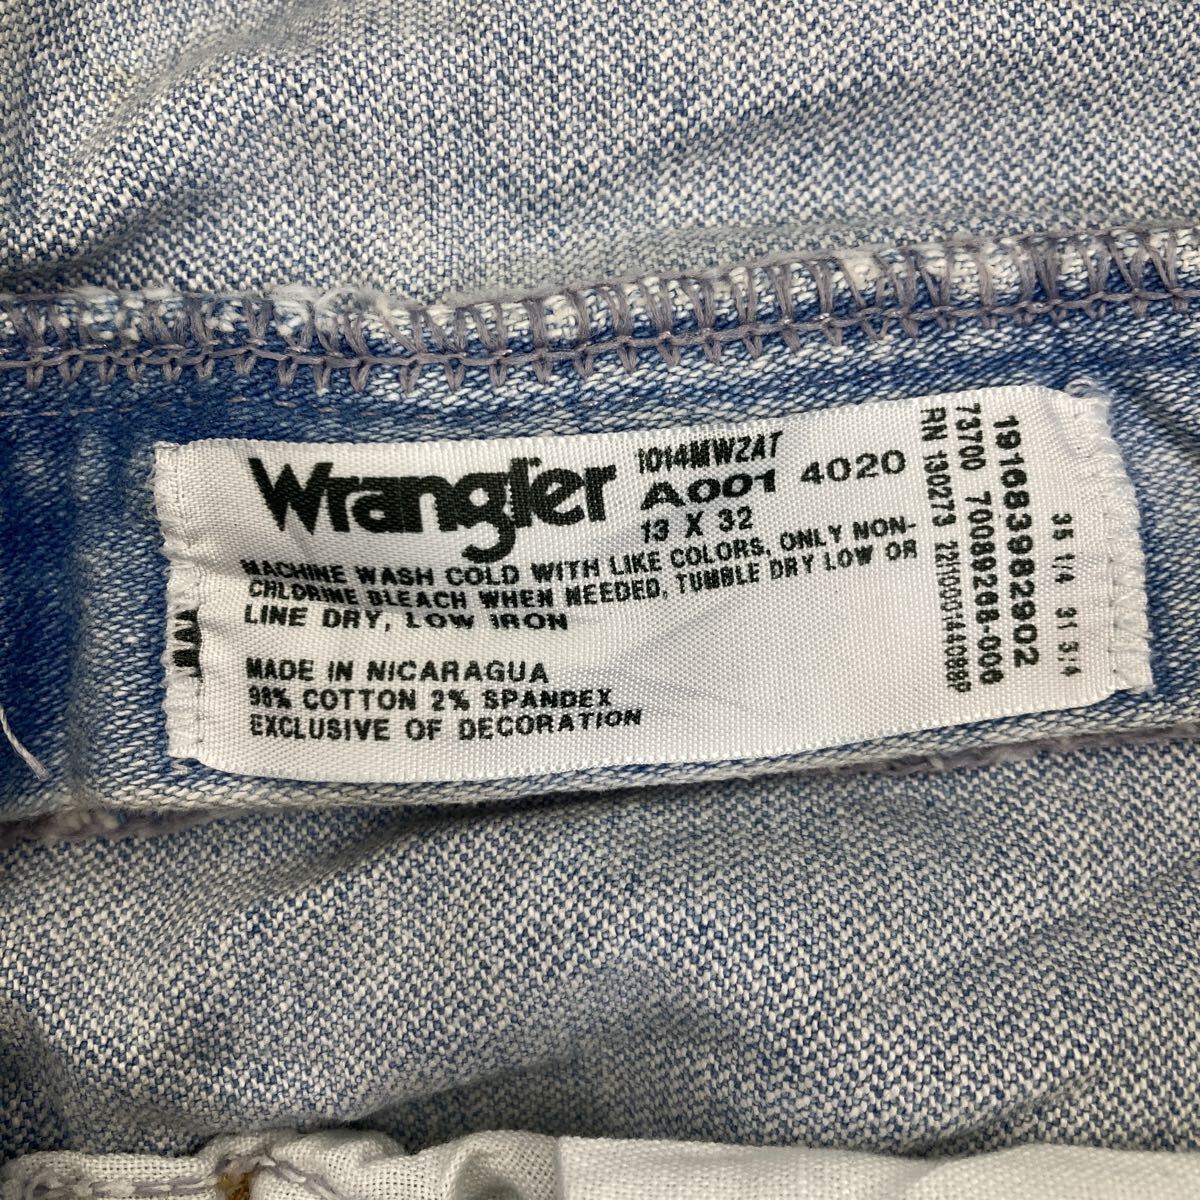 Wrangler
1014MWZAT
A001 4020
13 X 32
MACHINE WASH COLD WITH LIKE COLORS, ONLY NON-
CHLORINE BLEACH WHEN NEEDED, TUMBLE DRY LOW OR
LINE DRY, LOW IRON
MADE IN NICARAGUA
98% COTTON 2% SPANDEX
EXCLUSIVE OF DECORATION
35 1/4 31 3/4
191683982902
73700 70089268-006
RN 130273